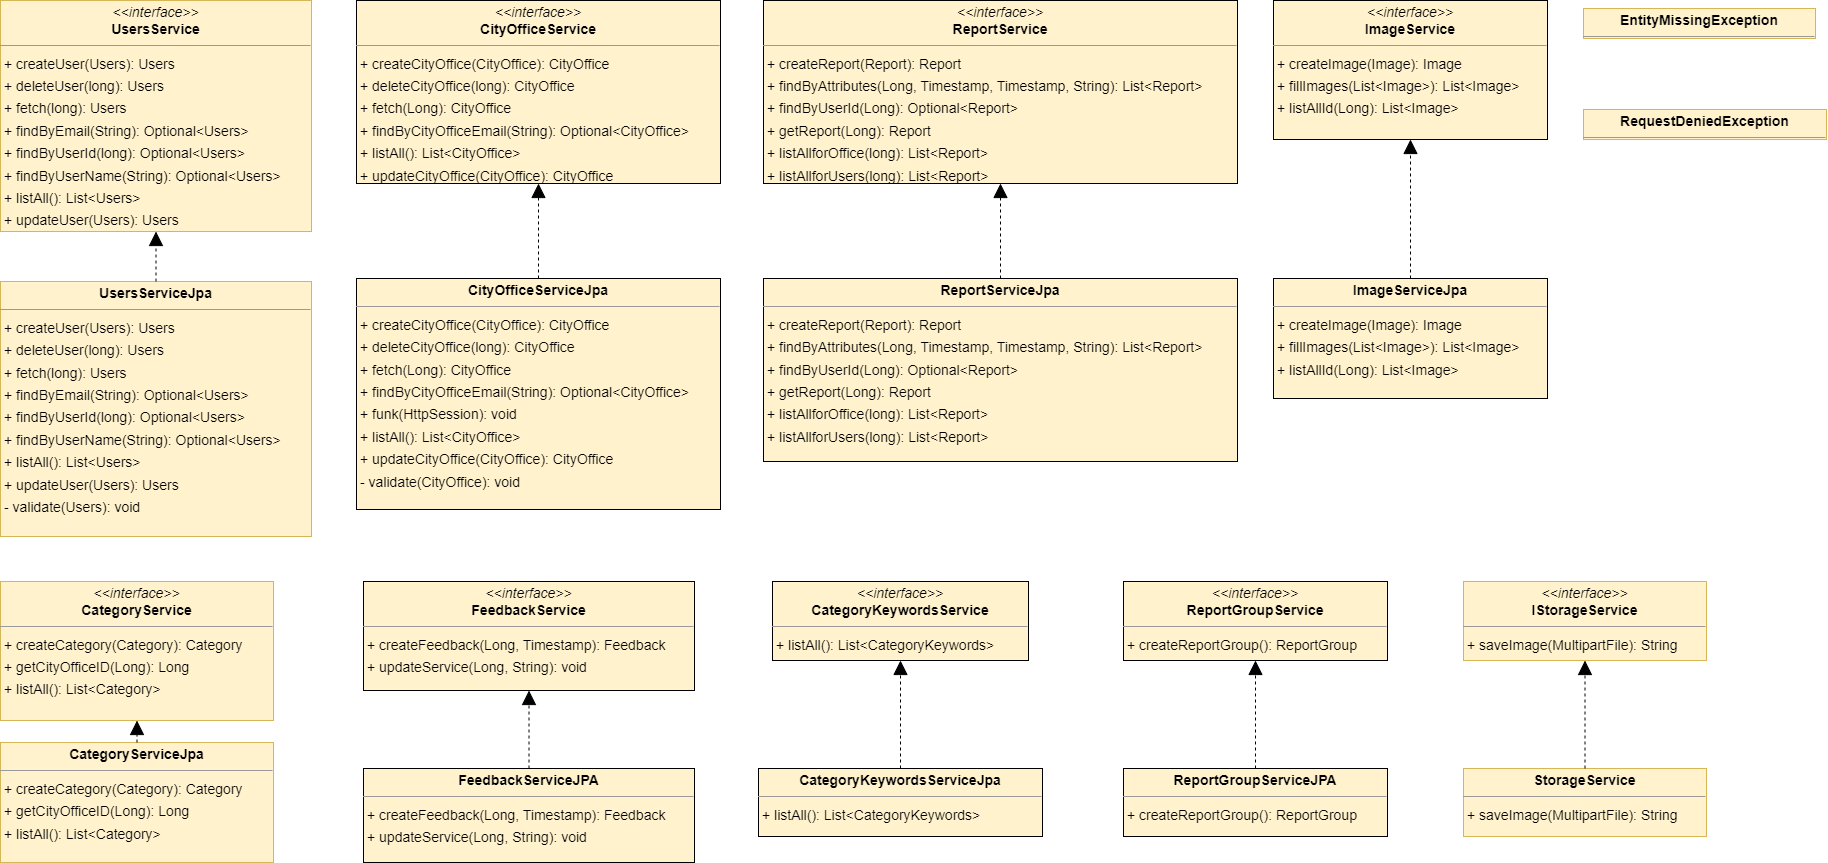 <<interface>>
UsersService
+ createUser(Users): Users
+ deleteUser(long): Users
+ fetch(long): Users
+ findByEmail(String): Optional<Users>
+ findByUserId(long): Optional<Users>
+ findByUserName(String): Optional<Users>
+ listAll(): List<Users>
+ updateUser(Users): Users
<<interface>>
CityOfficeService
+ createCityOffice(CityOffice): CityOffice
+ deleteCityOffice(long): CityOffice
+ fetch(Long): CityOffice
+ findByCityOfficeEmail(String): Optional<CityOffice>
+ listAll(): List<CityOffice>
+ updateCityOffice(CityOffice): CityOffice
<<interface>>
ReportService
+ createReport(Report): Report
+ findByAttributes(Long, Timestamp, Timestamp, String): List<Report>
+ findByUserId(Long): Optional<Report>
+ getReport(Long): Report
+ listAllforOffice(long): List<Report>
+ listAllforUsers(long): List<Report>
<<interface>>
ImageService
+ createImage(Image): Image
+ fillImages(List<Image>): List<Image>
+ listAllId(Long): List<Image>
EntityMissingException
RequestDeniedException
UsersServiceJpa
+ createUser(Users): Users
+ deleteUser(long): Users
+ fetch(long): Users
+ findByEmail(String): Optional<Users>
+ findByUserId(long): Optional<Users>
+ findByUserName(String): Optional<Users>
+ listAll(): List<Users>
+ updateUser(Users): Users
- validate(Users): void
CityOfficeServiceJpa
+ createCityOffice(CityOffice): CityOffice
+ deleteCityOffice(long): CityOffice
+ fetch(Long): CityOffice
+ findByCityOfficeEmail(String): Optional<CityOffice>
+ funk(HttpSession): void
+ listAll(): List<CityOffice>
+ updateCityOffice(CityOffice): CityOffice
- validate(CityOffice): void
ReportServiceJpa
+ createReport(Report): Report
+ findByAttributes(Long, Timestamp, Timestamp, String): List<Report>
+ findByUserId(Long): Optional<Report>
+ getReport(Long): Report
+ listAllforOffice(long): List<Report>
+ listAllforUsers(long): List<Report>
ImageServiceJpa
+ createImage(Image): Image
+ fillImages(List<Image>): List<Image>
+ listAllId(Long): List<Image>
<<interface>>
CategoryService
+ createCategory(Category): Category
+ getCityOfficeID(Long): Long
+ listAll(): List<Category>
<<interface>>
FeedbackService
+ createFeedback(Long, Timestamp): Feedback
+ updateService(Long, String): void
<<interface>>
CategoryKeywordsService
+ listAll(): List<CategoryKeywords>
<<interface>>
ReportGroupService
+ createReportGroup(): ReportGroup
<<interface>>
IStorageService
+ saveImage(MultipartFile): String
CategoryServiceJpa
+ createCategory(Category): Category
+ getCityOfficeID(Long): Long
+ listAll(): List<Category>
FeedbackServiceJPA
+ createFeedback(Long, Timestamp): Feedback
+ updateService(Long, String): void
CategoryKeywordsServiceJpa
+ listAll(): List<CategoryKeywords>
ReportGroupServiceJPA
+ createReportGroup(): ReportGroup
StorageService
+ saveImage(MultipartFile): String